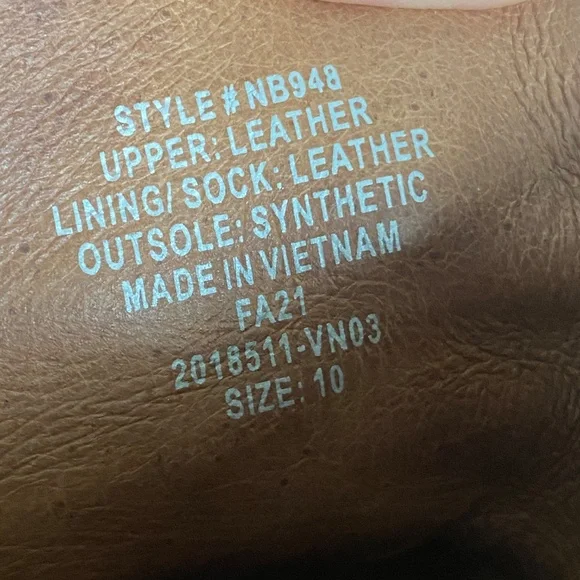 STYLE # NB948
UPPER: LEATHER
LINING/ SOCK: LEATHER
OUTSOLE: SYNTHETIC
MADE IN VIETNAM
FA21
2018511-VN03
SIZE: 10